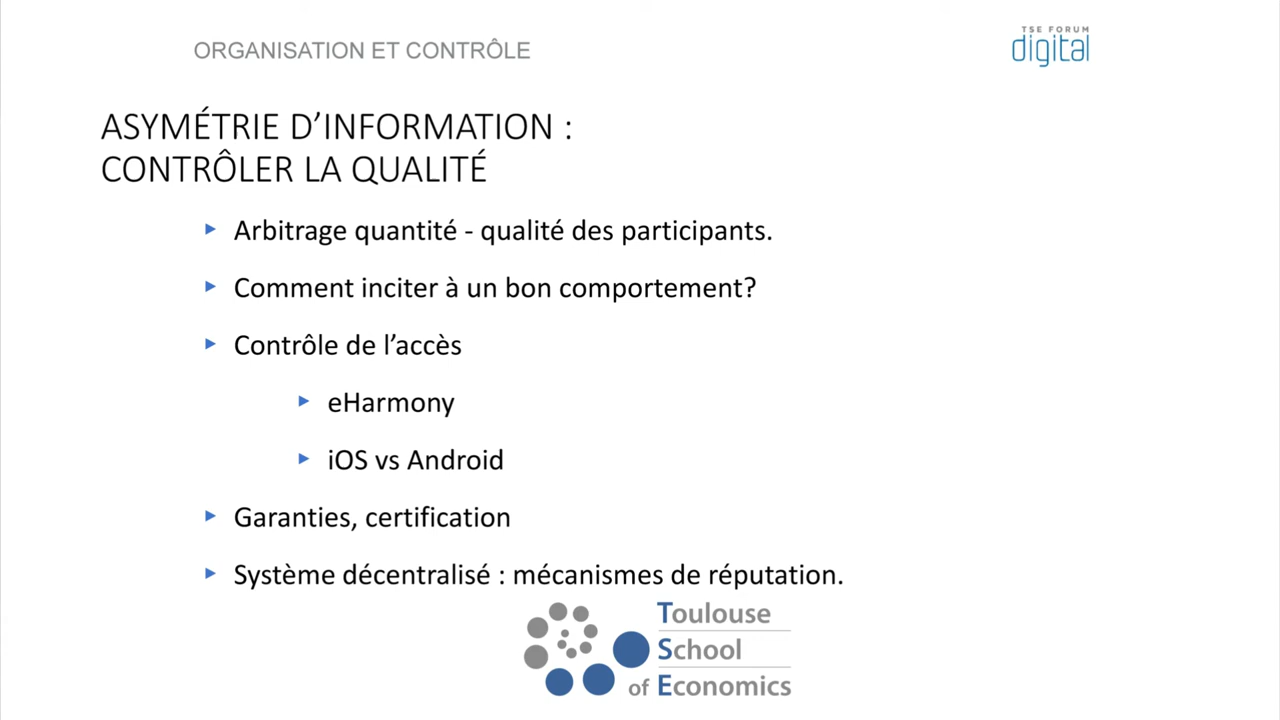 ORGANISATION ET CONTRÔLE
TSE FORUM
digital
ASYMÉTRIE D’INFORMATION :
CONTRÔLER LA QUALITÉ
Arbitrage quantité - qualité des participants.
Comment inciter à un bon comportement?
Contrôle de l’accès
eHarmony
iOS vs Android
Garanties, certification
Système décentralisé : mécanismes de réputation.
Toulouse
School
of Economics